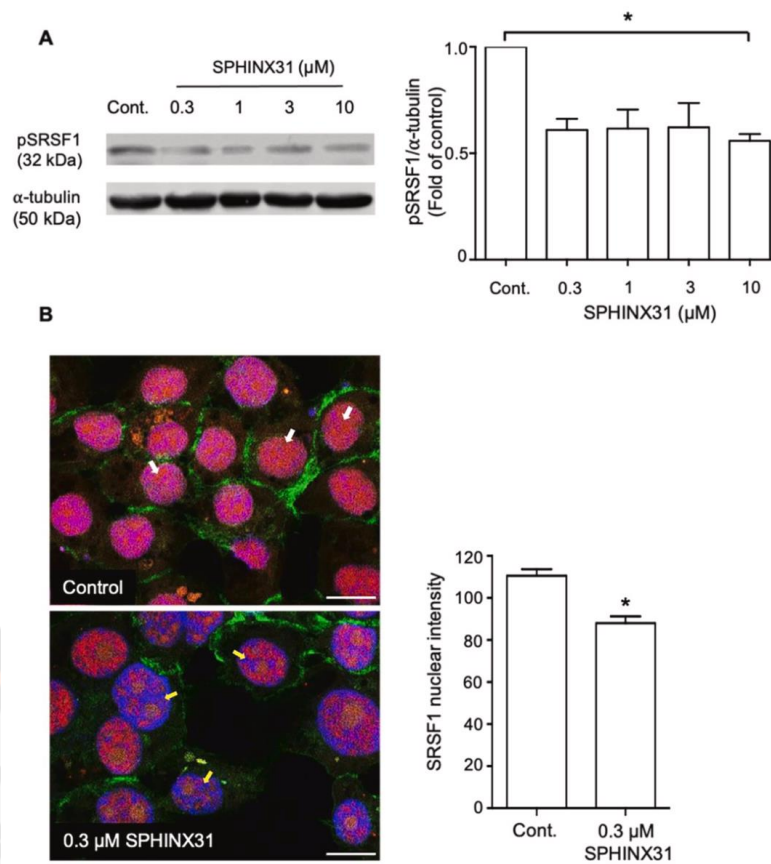 A
SPHINX31 (µM)
Cont. 0.3 1 3 10
pSRSF1
(32 kDa)
α-tubulin
(50 kDa)
*
1.0
0.5
0
pSRSF1/α-tubulin
(Fold of control)
Cont. 0.3 1 3 10
SPHINX31 (µM)
B
Control
0.3 µM SPHINX31
120
100
80
60
40
20
0
SRSF1 nuclear intensity
*
Cont. 0.3 µM
SPHINX31